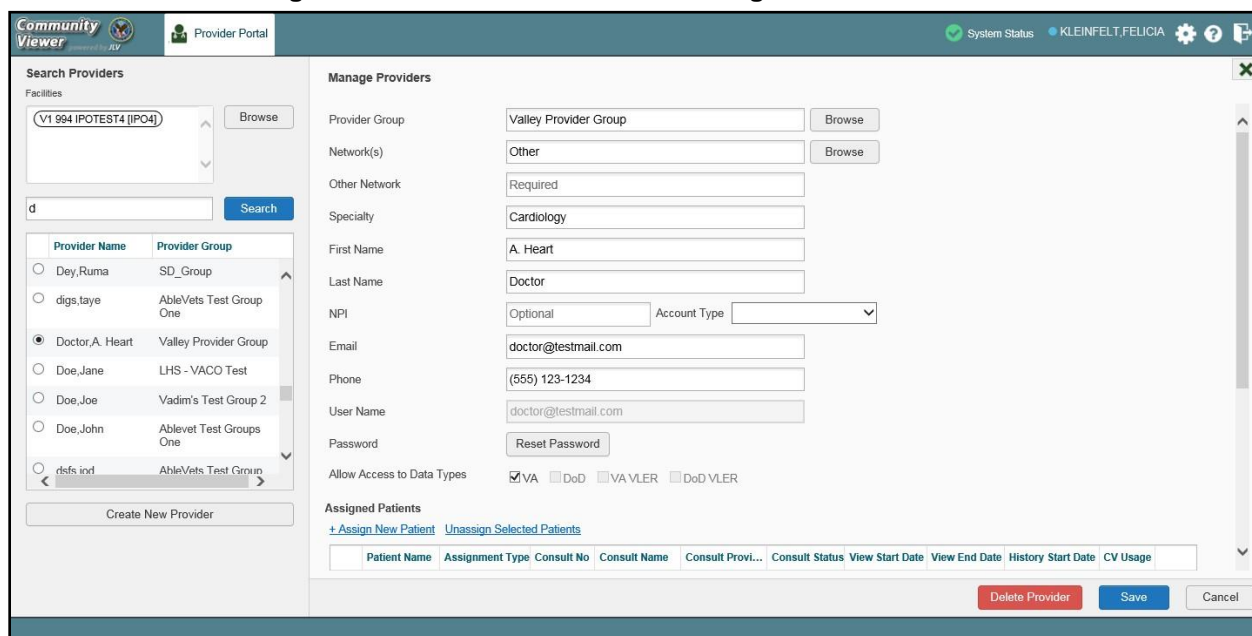 Community
Viewer powered by JLV
Provider Portal
System Status
KLEINFELT,FELICIA
Search Providers
Facilities
V1 994 IPOTEST4 [IPO4]
Browse
d
Search
Provider Name Provider Group
Dey,Ruma SD_Group
digs,taye AbleVets Test Group
One
Doctor,A. Heart Valley Provider Group
Doe,Jane LHS - VACO Test
Doe,Joe Vadim's Test Group 2
Doe,John Ablevet Test Groups
One
dsfs,iod AbleVets Test Group
Create New Provider
Manage Providers
Provider Group Valley Provider Group Browse
Network(s) Other Browse
Other Network Required
Specialty Cardiology
First Name A. Heart
Last Name Doctor
NPI Optional Account Type
Email doctor@testmail.com
Phone (555) 123-1234
User Name doctor@testmail.com
Password Reset Password
Allow Access to Data Types VA DoD VA VLER DoD VLER
Assigned Patients
+ Assign New Patient Unassign Selected Patients
Patient Name Assignment Type Consult No Consult Name Consult Provi... Consult Status View Start Date View End Date History Start Date CV Usage
Delete Provider Save Cancel